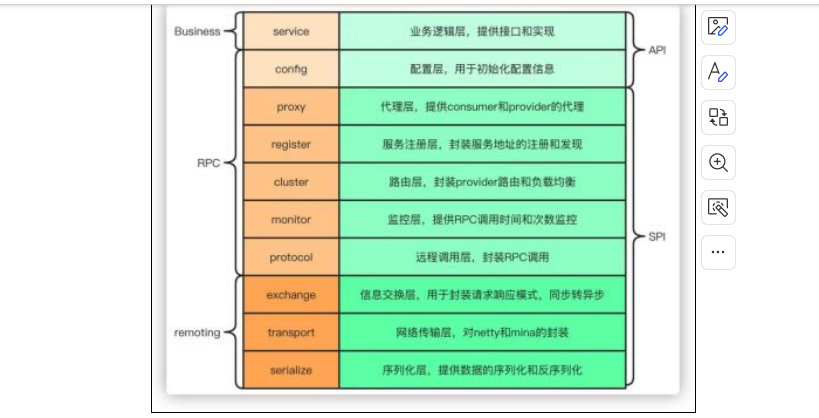 Business
service
业务逻辑层，提供接口和实现
API
config
配置层，用于初始化配置信息
proxy
代理层，提供consumer和provider的代理
register
服务注册层，封装服务地址的注册和发现
RPC
cluster
路由层，封装provider路由和负载均衡
monitor
监控层，提供RPC调用时间和次数监控
SPI
protocol
远程调用层，封装RPC调用
exchange
信息交换层，用于封装请求响应模式，同步转异步
remoting
transport
网络传输层，对netty和mina的封装
serialize
序列化层，提供数据的序列化和反序列化